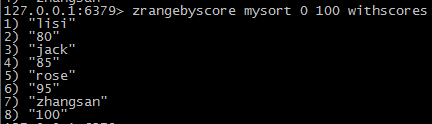 127.0.0.1:6379> zrangebyscore mysort 0 100 withscores
1) "lisi"
2) "80"
3) "jack"
4) "85"
5) "rose"
6) "95"
7) "zhangsan"
8) "100"